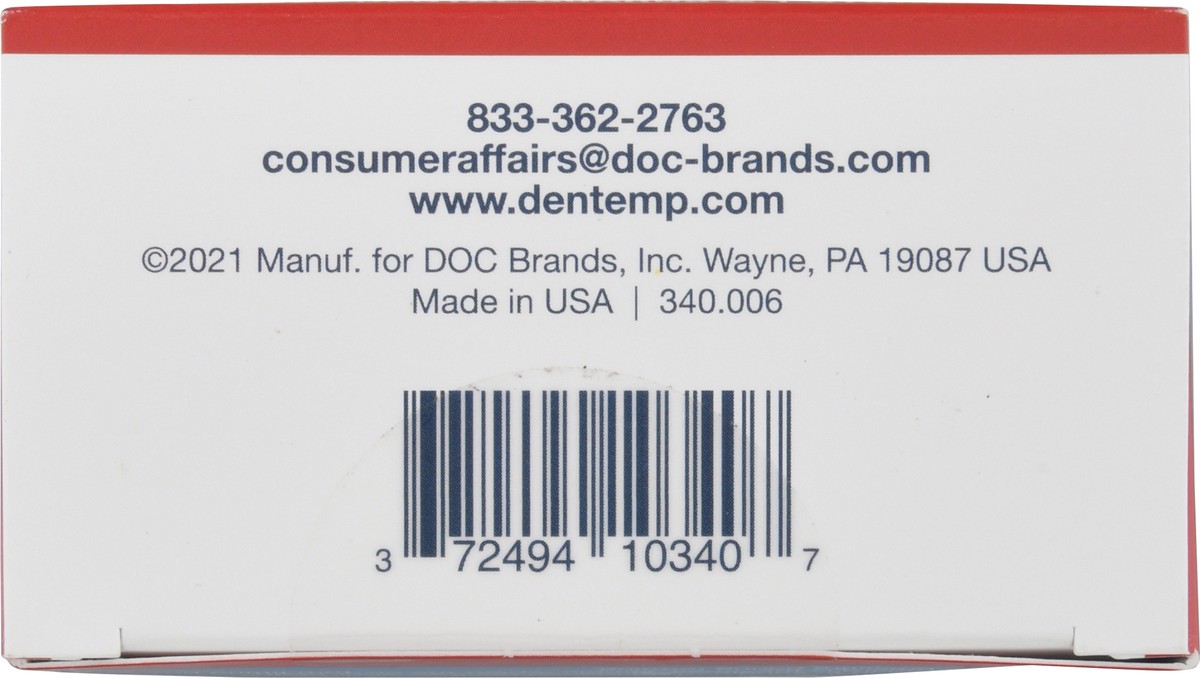 833-362-2763
consumeraffairs@doc-brands.com
www.dentemp.com
©2021 Manuf. for DOC Brands, Inc. Wayne, PA 19087 USA
Made in USA | 340.006
3 72494 10340 7